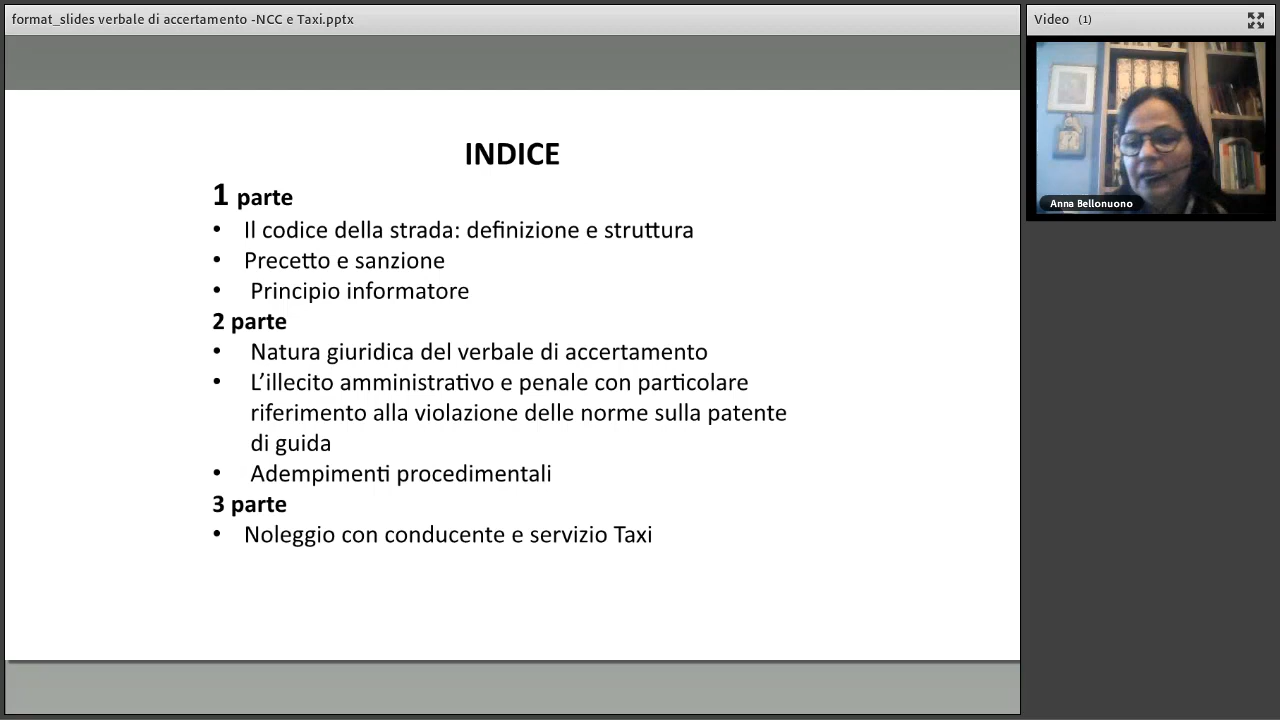 format_slides verbale di accertamento -NCC e Taxi.pptx
Video (1)
Anna Bellonuono
INDICE
1 parte
• Il codice della strada: definizione e struttura
• Precetto e sanzione
• Principio informatore
2 parte
• Natura giuridica del verbale di accertamento
• L’illecito amministrativo e penale con particolare
riferimento alla violazione delle norme sulla patente
di guida
• Adempimenti procedimentali
3 parte
• Noleggio con conducente e servizio Taxi